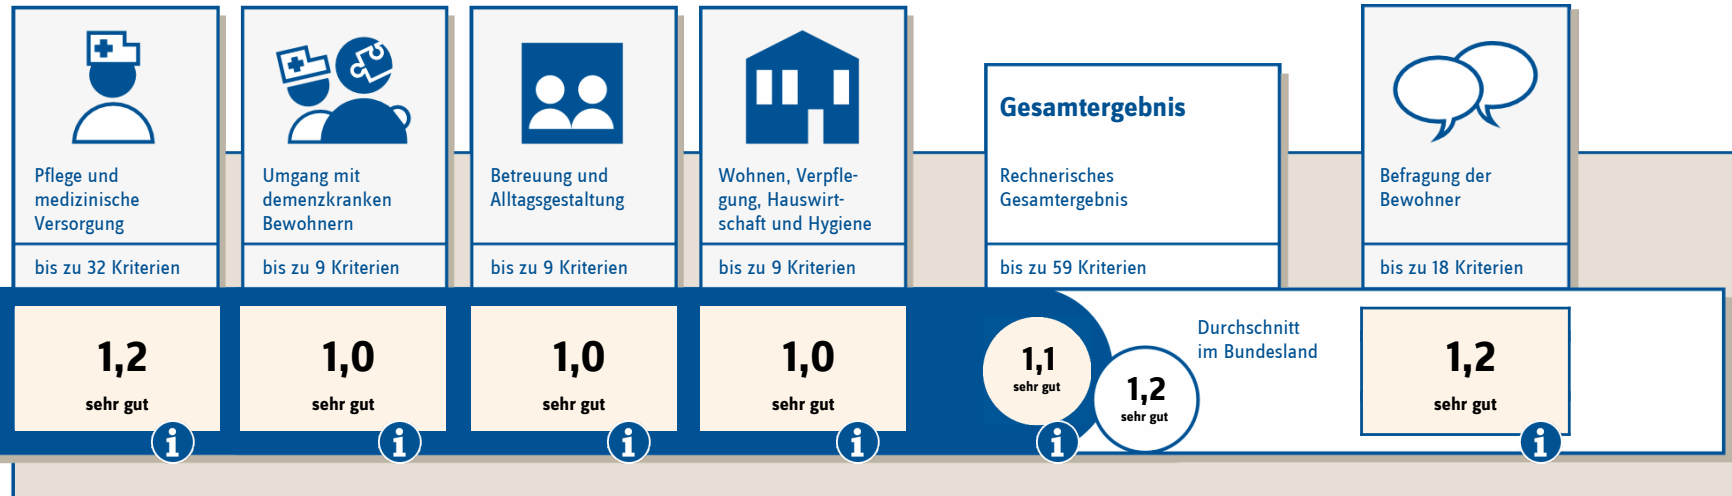 Pflege und
medizinische
Versorgung
bis zu 32 Kriterien
1,2
sehr gut
i
Umgang mit
demenzkranken
Bewohnern
bis zu 9 Kriterien
1,0
sehr gut
i
Betreuung und
Alltagsgestaltung
bis zu 9 Kriterien
1,0
sehr gut
i
Wohnen, Verpfle-
gung, Hauswirt-
schaft und Hygiene
bis zu 9 Kriterien
1,0
sehr gut
i
Gesamtergebnis
Rechnerisches
Gesamtergebnis
bis zu 59 Kriterien
1,1
sehr gut
i
Durchschnitt
im Bundesland
1,2
sehr gut
Befragung der
Bewohner
bis zu 18 Kriterien
1,2
sehr gut
i